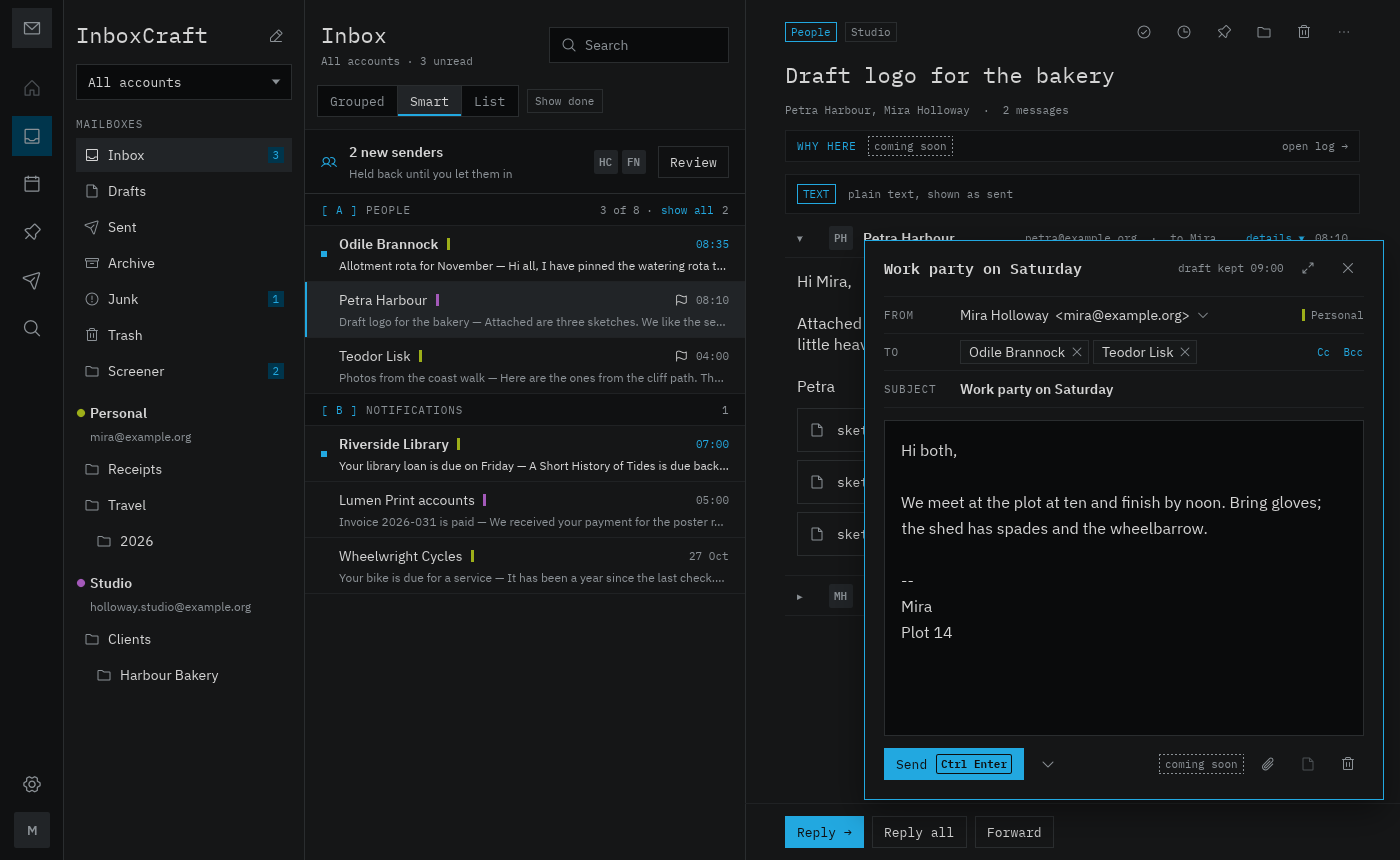 InboxCraft
All accounts
MAILBOXES
Inbox 3
Drafts
Sent
Archive
Junk 1
Trash
Screener 2
Personal
mira@example.org
Receipts
Travel
2026
Studio
holloway.studio@example.org
Clients
Harbour Bakery
M
Inbox
All accounts · 3 unread
Search
Grouped Smart List Show done
2 new senders
Held back until you let them in
HC FN Review
[ A ] PEOPLE 3 of 8 · show all 2
Odile Brannock 08:35
Allotment rota for November — Hi all, I have pinned the watering rota t…
Petra Harbour 08:10
Draft logo for the bakery — Attached are three sketches. We like the se…
Teodor Lisk 04:00
Photos from the coast walk — Here are the ones from the cliff path. Th…
[ B ] NOTIFICATIONS 1
Riverside Library 07:00
Your library loan is due on Friday — A Short History of Tides is due back…
Lumen Print accounts 05:00
Invoice 2026-031 is paid — We received your payment for the poster r…
Wheelwright Cycles 27 Oct
Your bike is due for a service — It has been a year since the last check.…
People Studio
Draft logo for the bakery
Petra Harbour, Mira Holloway · 2 messages
WHY HERE coming soon open log →
TEXT plain text, shown as sent
PH Petra Harbour petra@example.org · to Mira details ▾ 08:10
Hi Mira,
Attached
little
Petra
MH
Work party on Saturday draft kept 09:00
FROM Mira Holloway <mira@example.org> Personal
TO Odile Brannock Teodor Lisk Cc Bcc
SUBJECT Work party on Saturday
Hi both,
We meet at the plot at ten and finish by noon. Bring gloves;
the shed has spades and the wheelbarrow.
--
Mira
Plot 14
Send Ctrl Enter coming soon
Reply → Reply all Forward